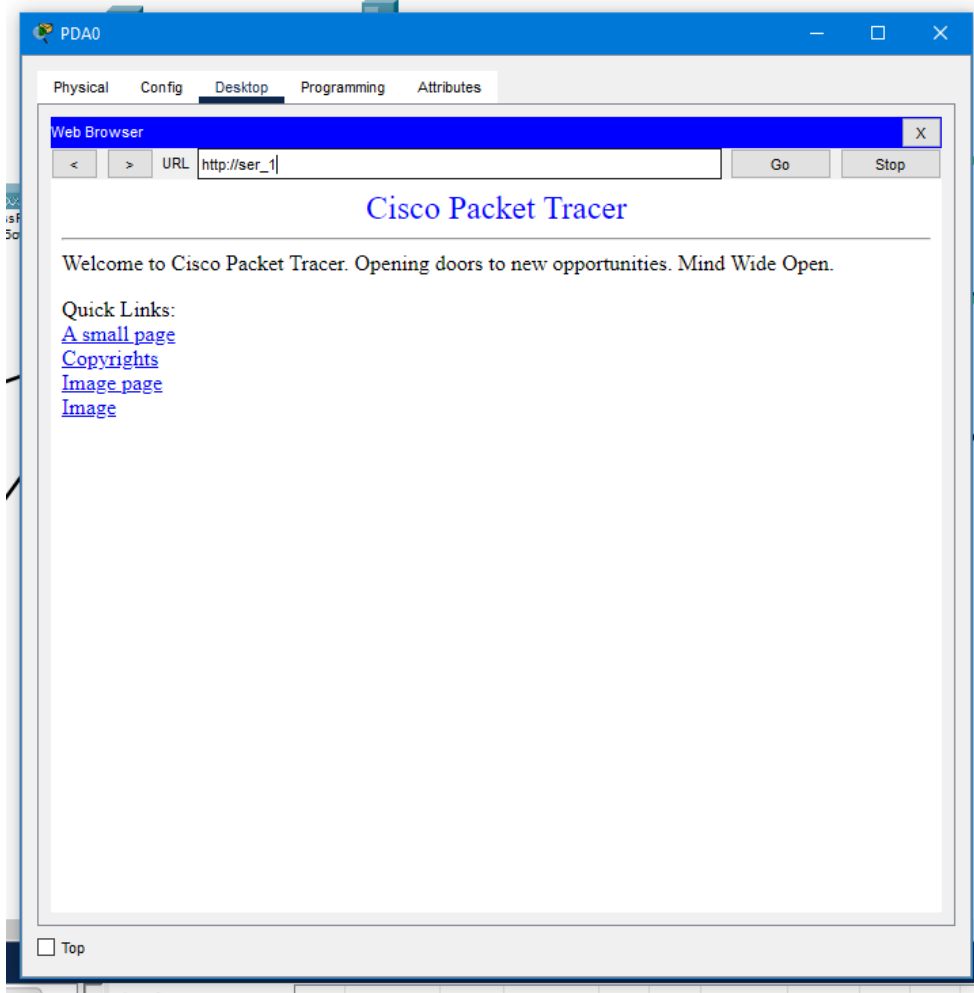 PDA0
Physical Config Desktop Programming Attributes
Web Browser X
< > URL http://ser_1 Go Stop
Cisco Packet Tracer
Welcome to Cisco Packet Tracer. Opening doors to new opportunities. Mind Wide Open.
Quick Links:
A small page
Copyrights
Image page
Image
Top